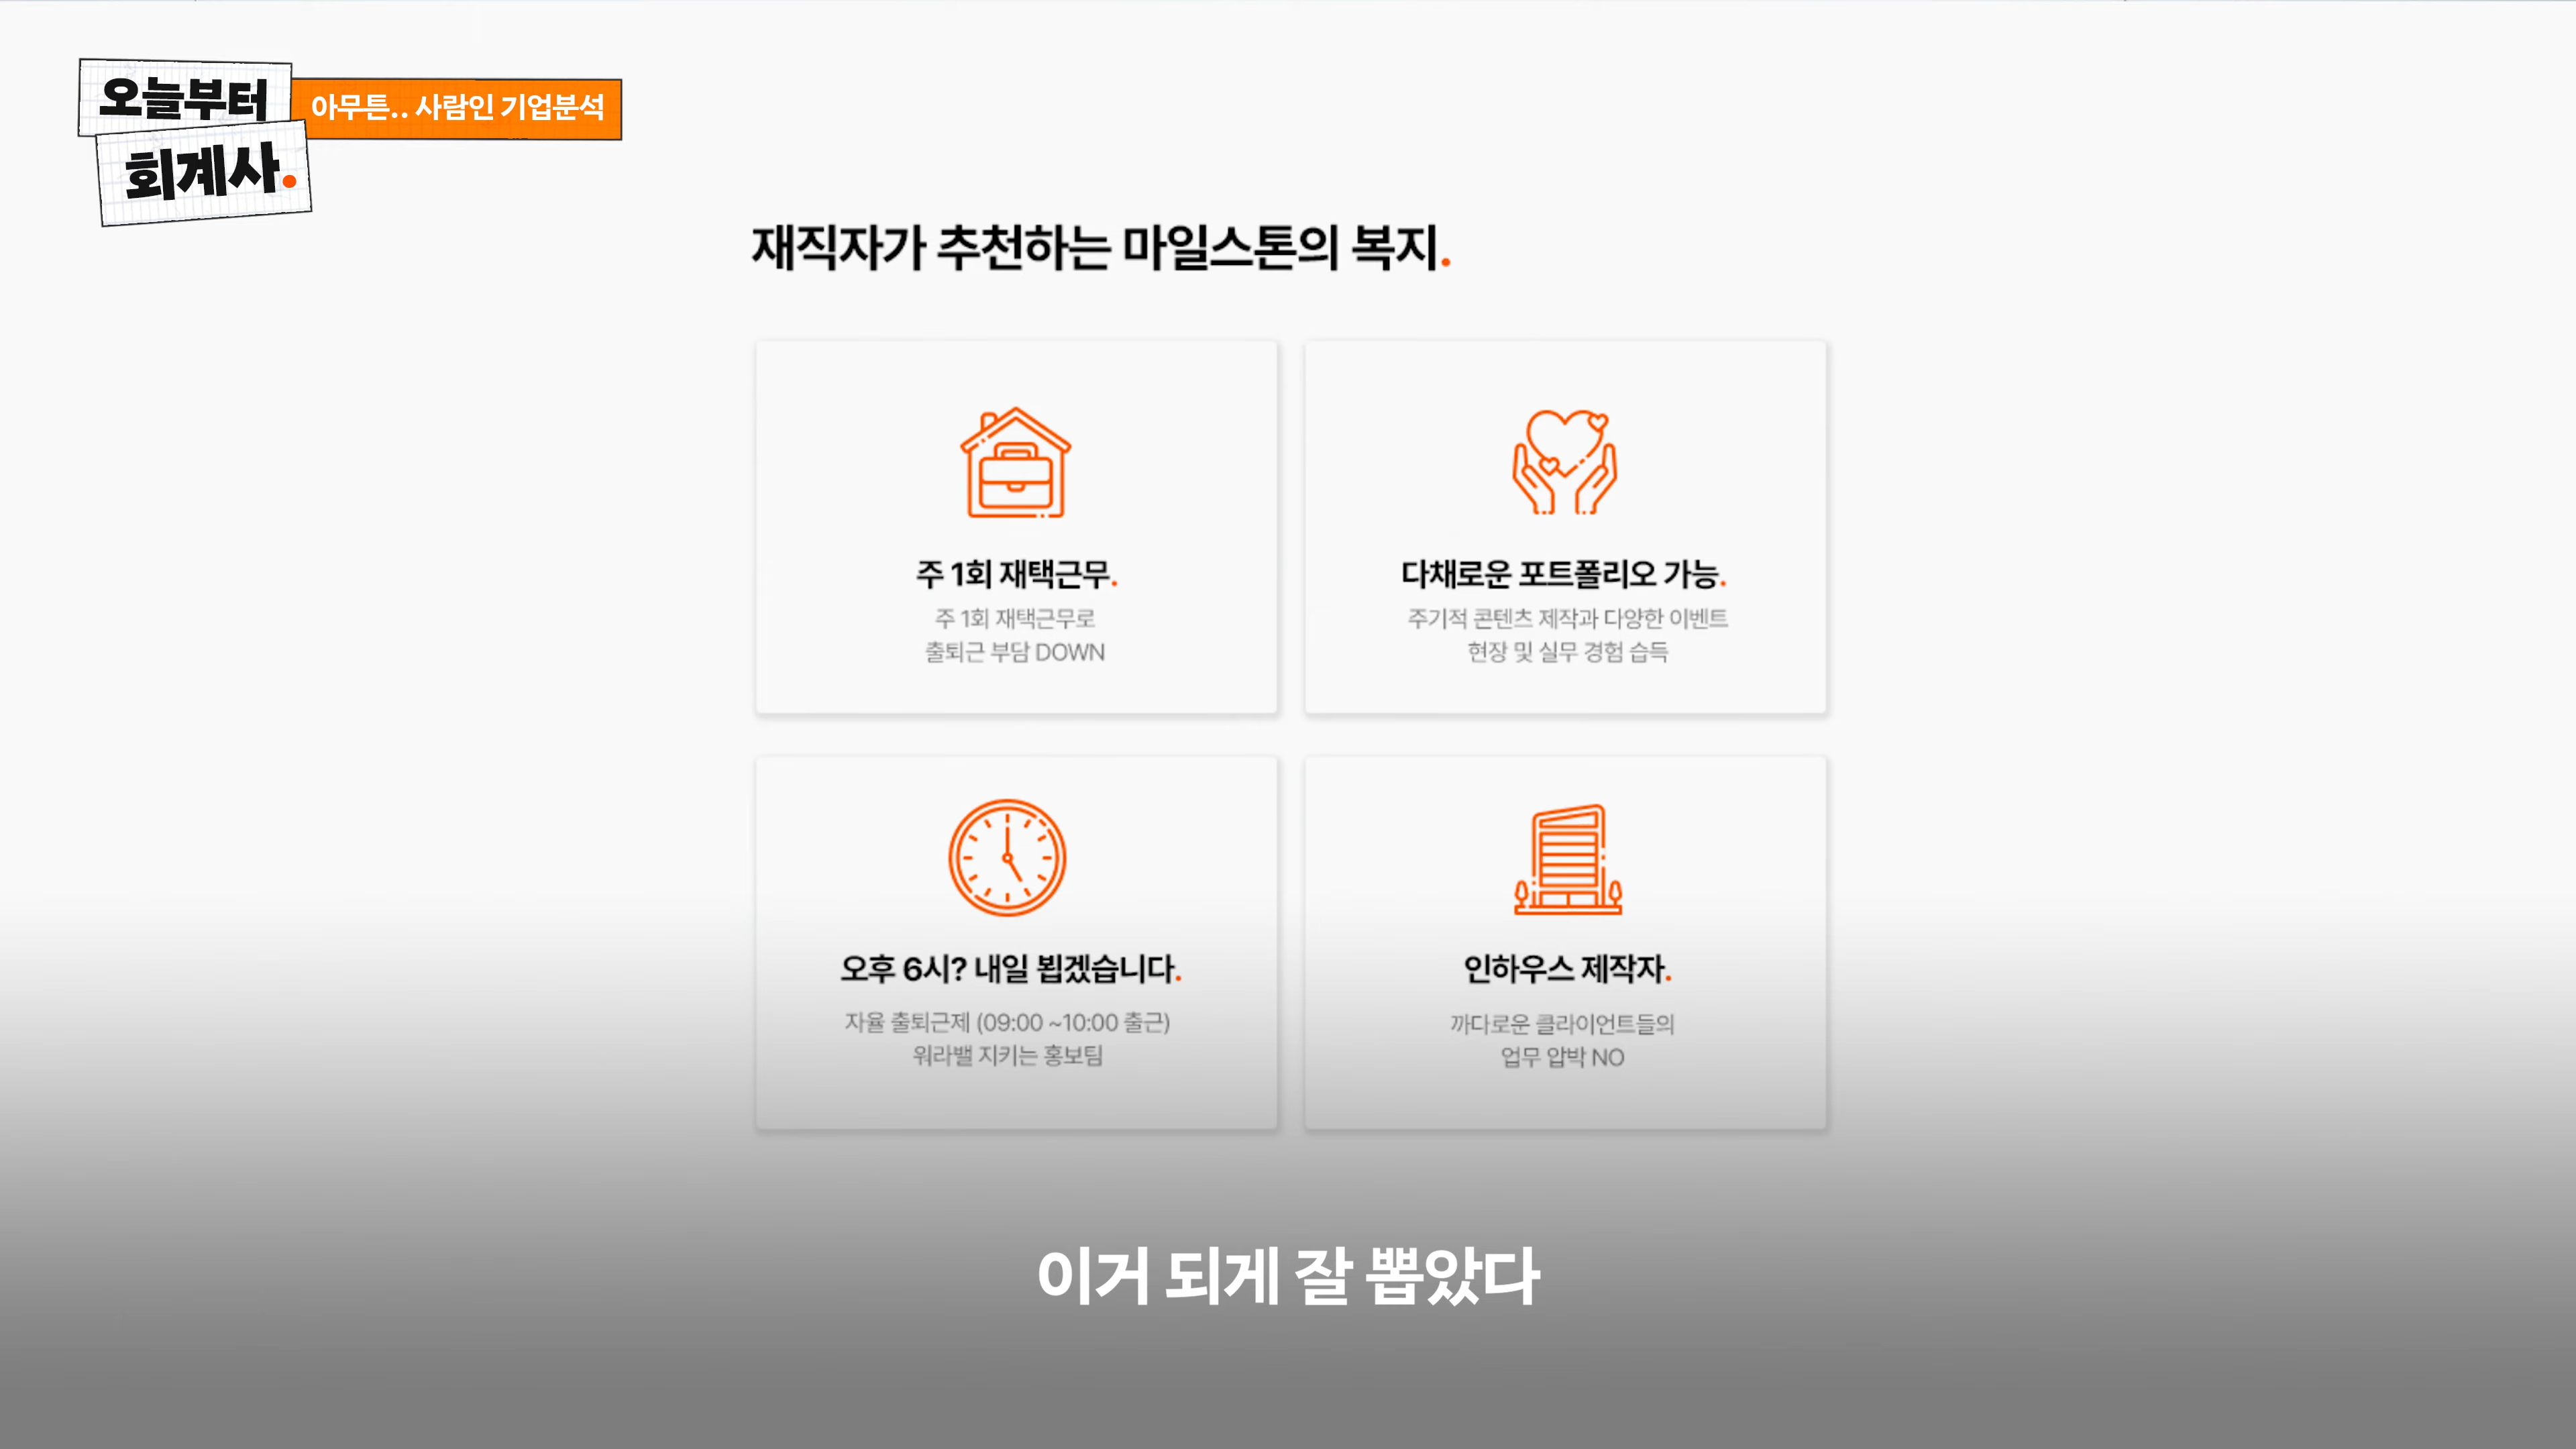 오늘부터
회계사.
아무튼.. 사람인 기업분석
재직자가 추천하는 마일스톤의 복지.
주 1회 재택근무.
주 1회 재택근무로
출퇴근 부담 DOWN
다채로운 포트폴리오 가능.
주기적 콘텐츠 제작과 다양한 이벤트
현장 및 실무 경험 습득
오후 6시? 내일 뵙겠습니다.
자율 출퇴근제 (09:00 ~10:00 출근)
워라밸 지키는 홍보팀
인하우스 제작자.
까다로운 클라이언트들의
업무 압박 NO
이거 되게 잘 뽑았다